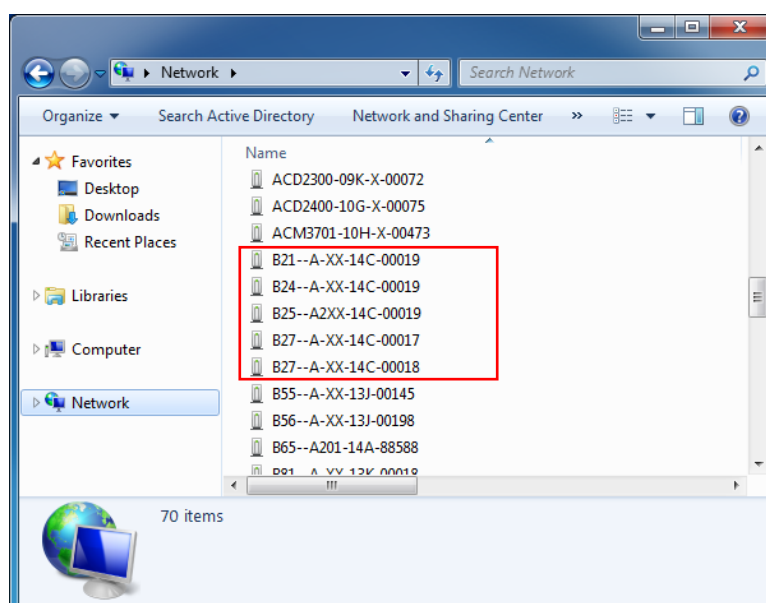 Network
Search Network
Organize
Search Active Directory
Network and Sharing Center
»
Favorites
Desktop
Downloads
Recent Places
Libraries
Computer
Network
Name
ACD2300-09K-X-00072
ACD2400-10G-X-00075
ACM3701-10H-X-00473
B21--A-XX-14C-00019
B24--A-XX-14C-00019
B25--A2XX-14C-00019
B27--A-XX-14C-00017
B27--A-XX-14C-00018
B55--A-XX-13J-00145
B56--A-XX-13J-00198
B65--A201-14A-88588
70 items